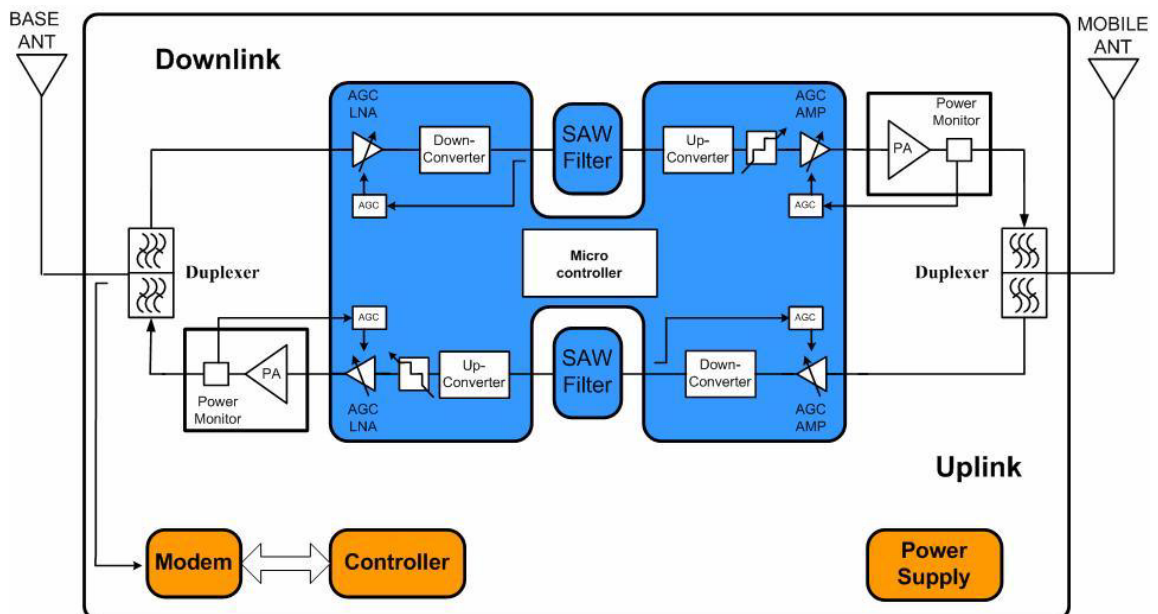 BASE
ANT
MOBILE
ANT
Downlink
AGC
LNA
Down-
Converter
AGC
SAW
Filter
Up-
Converter
AGC
AMP
AGC
PA
Power
Monitor
Duplexer
Micro
controller
Duplexer
AGC
PA
Power
Monitor
AGC
LNA
Up-
Converter
SAW
Filter
Down-
Converter
AGC
AGC
AMP
Uplink
Modem
Controller
Power
Supply